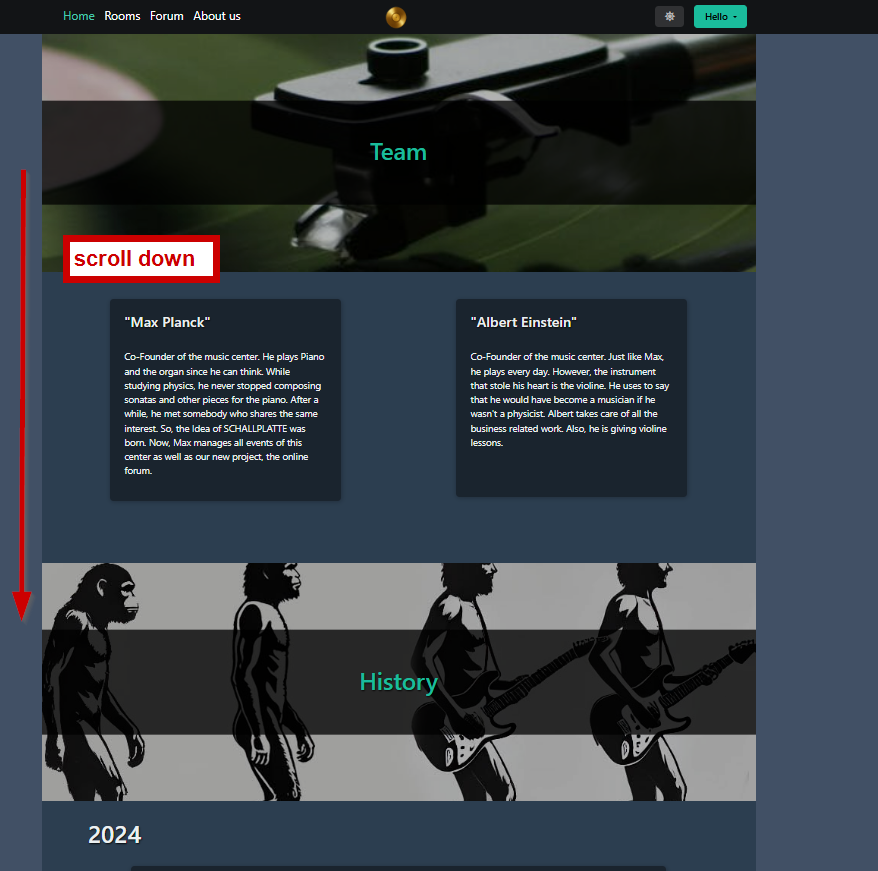 Home Rooms Forum About us
Hello
Team
scroll down
"Max Planck"
Co-Founder of the music center. He plays Piano
and the organ since he can think. While
studying physics, he never stopped composing
sonatas and other pieces for the piano. After a
while, he met somebody who shares the same
interest. So, the Idea of SCHALLPLATTE was
born. Now, Max manages all events of this
center as well as our new project, the online
forum.
"Albert Einstein"
Co-Founder of the music center. Just like Max,
he plays every day. However, the instrument
that stole his heart is the violine. He uses to say
that he would have become a musician if he
wasn't a physicist. Albert takes care of all the
business related work. Also, he is giving violine
lessons.
History
2024